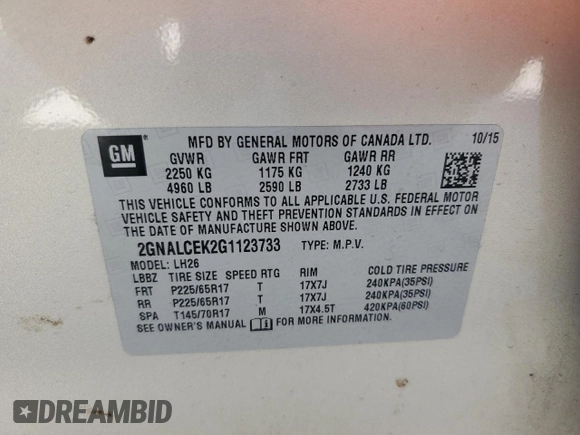 GM
MFD BY GENERAL MOTORS OF CANADA LTD. 10/15
GVWR GAWR FRT GAWR RR
2250 KG 1175 KG 1240 KG
4960 LB 2590 LB 2733 LB
THIS VEHICLE CONFORMS TO ALL APPLICABLE U.S. FEDERAL MOTOR
VEHICLE SAFETY AND THEFT PREVENTION STANDARDS IN EFFECT ON
THE DATE OF MANUFACTURE SHOWN ABOVE.
2GNALCEK2G1123733 TYPE: M.P.V.
MODEL: LH26
LBBZ TIRE SIZE SPEED RTG RIM COLD TIRE PRESSURE
FRT P225/65R17 T 17X7J 240KPA(35PSI)
RR P225/65R17 T 17X7J 240KPA(35PSI)
SPA T145/70R17 M 17X4.5T 420KPA(60PSI)
SEE OWNER'S MANUAL FOR MORE INFORMATION.
DREAMBID